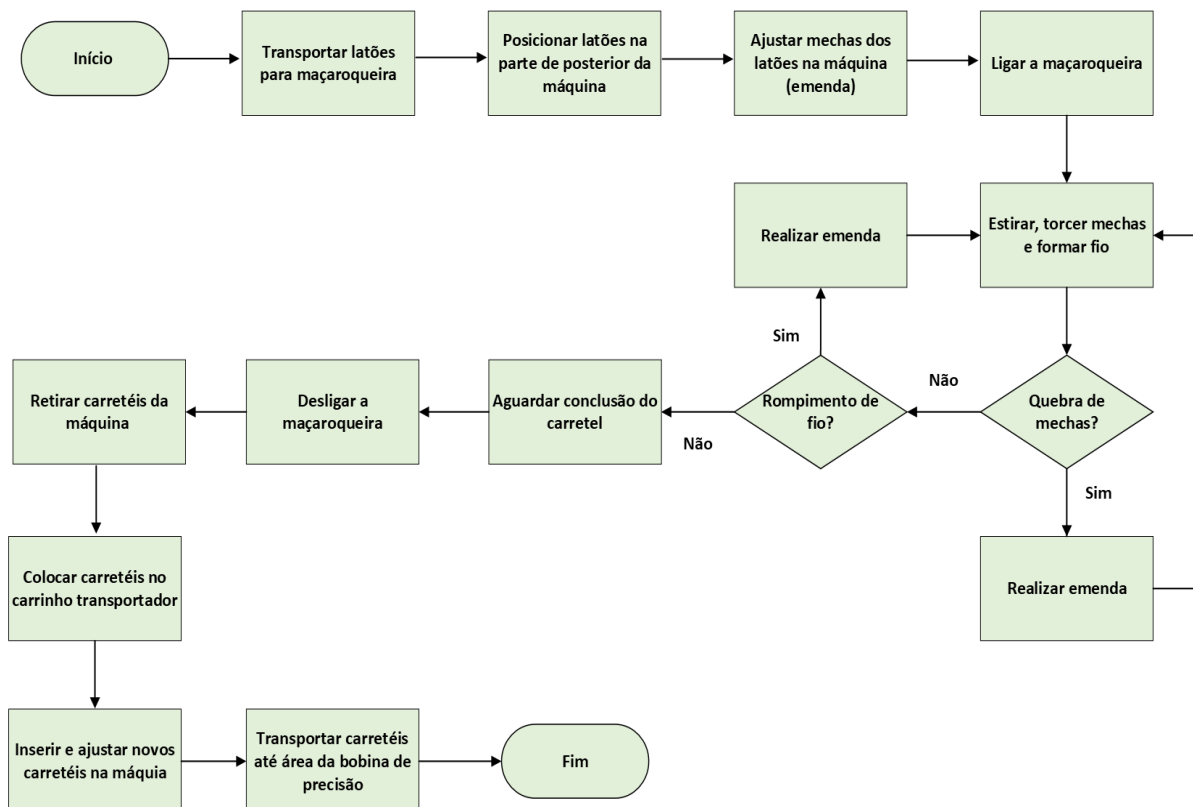 Início
Transportar latões
para maçaroqueira
Posicionar latões na
parte de posterior da
máquina
Ajustar mechas dos
latões na máquina
(emenda)
Ligar a maçaroqueira
Realizar emenda
Estirar, torcer mechas
e formar fio
Sim
Não
Retirar carretéis da
máquina
Desligar a
maçaroqueira
Aguardar conclusão do
carretel
Rompimento de
fio?
Quebra de
mechas?
Não
Sim
Colocar carretéis no
carrinho transportador
Realizar emenda
Inserir e ajustar novos
carretéis na máquia
Transportar carretéis
até área da bobina de
precisão
Fim